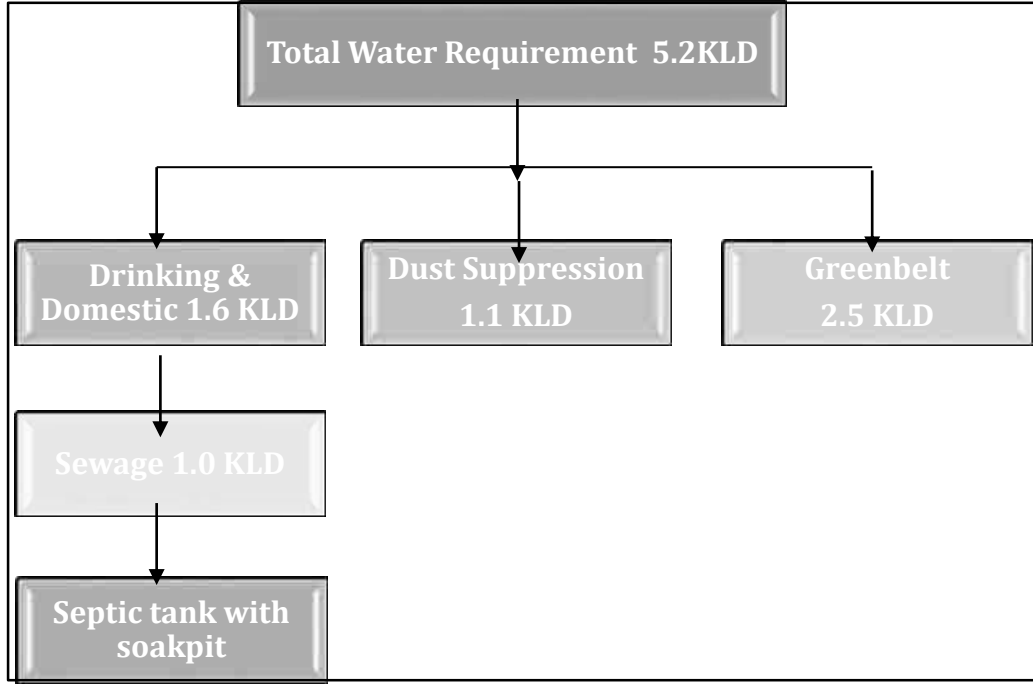 Total Water Requirement 5.2KLD
Drinking &
Domestic 1.6 KLD
Dust Suppression
1.1 KLD
Greenbelt
2.5 KLD
Sewage 1.0 KLD
Septic tank with
soakpit